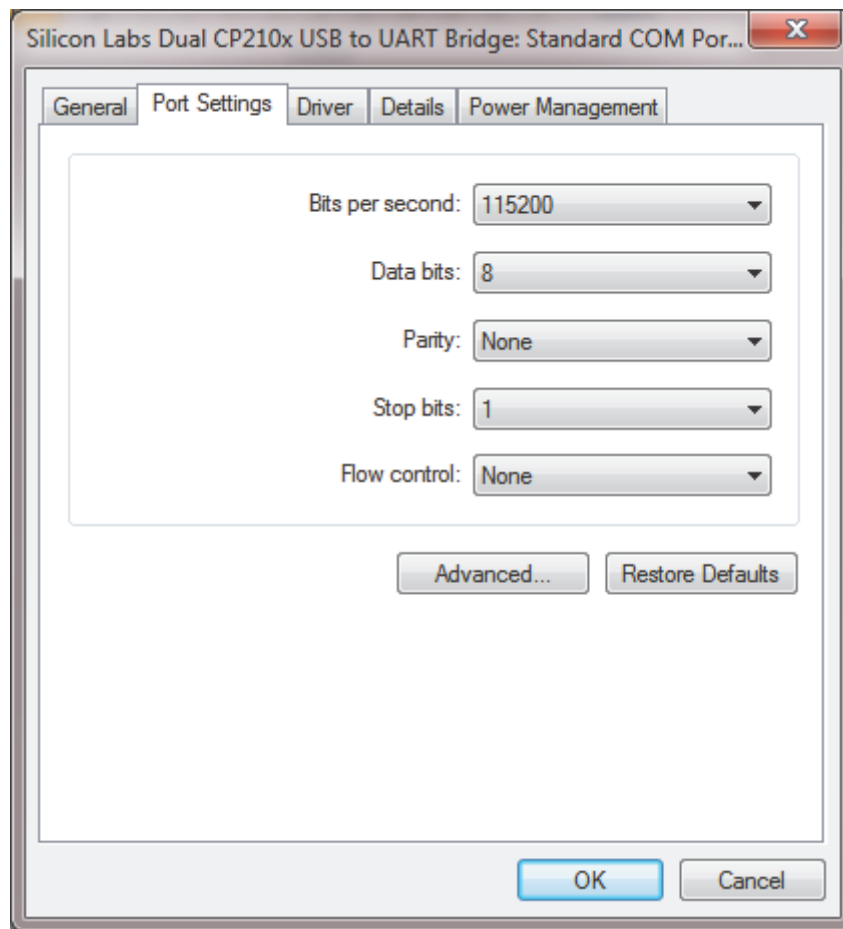 Silicon Labs Dual CP210x USB to UART Bridge: Standard COM Por...
General Port Settings Driver Details Power Management
Bits per second: 115200
Data bits: 8
Parity: None
Stop bits: 1
Flow control: None
Advanced... Restore Defaults
OK Cancel